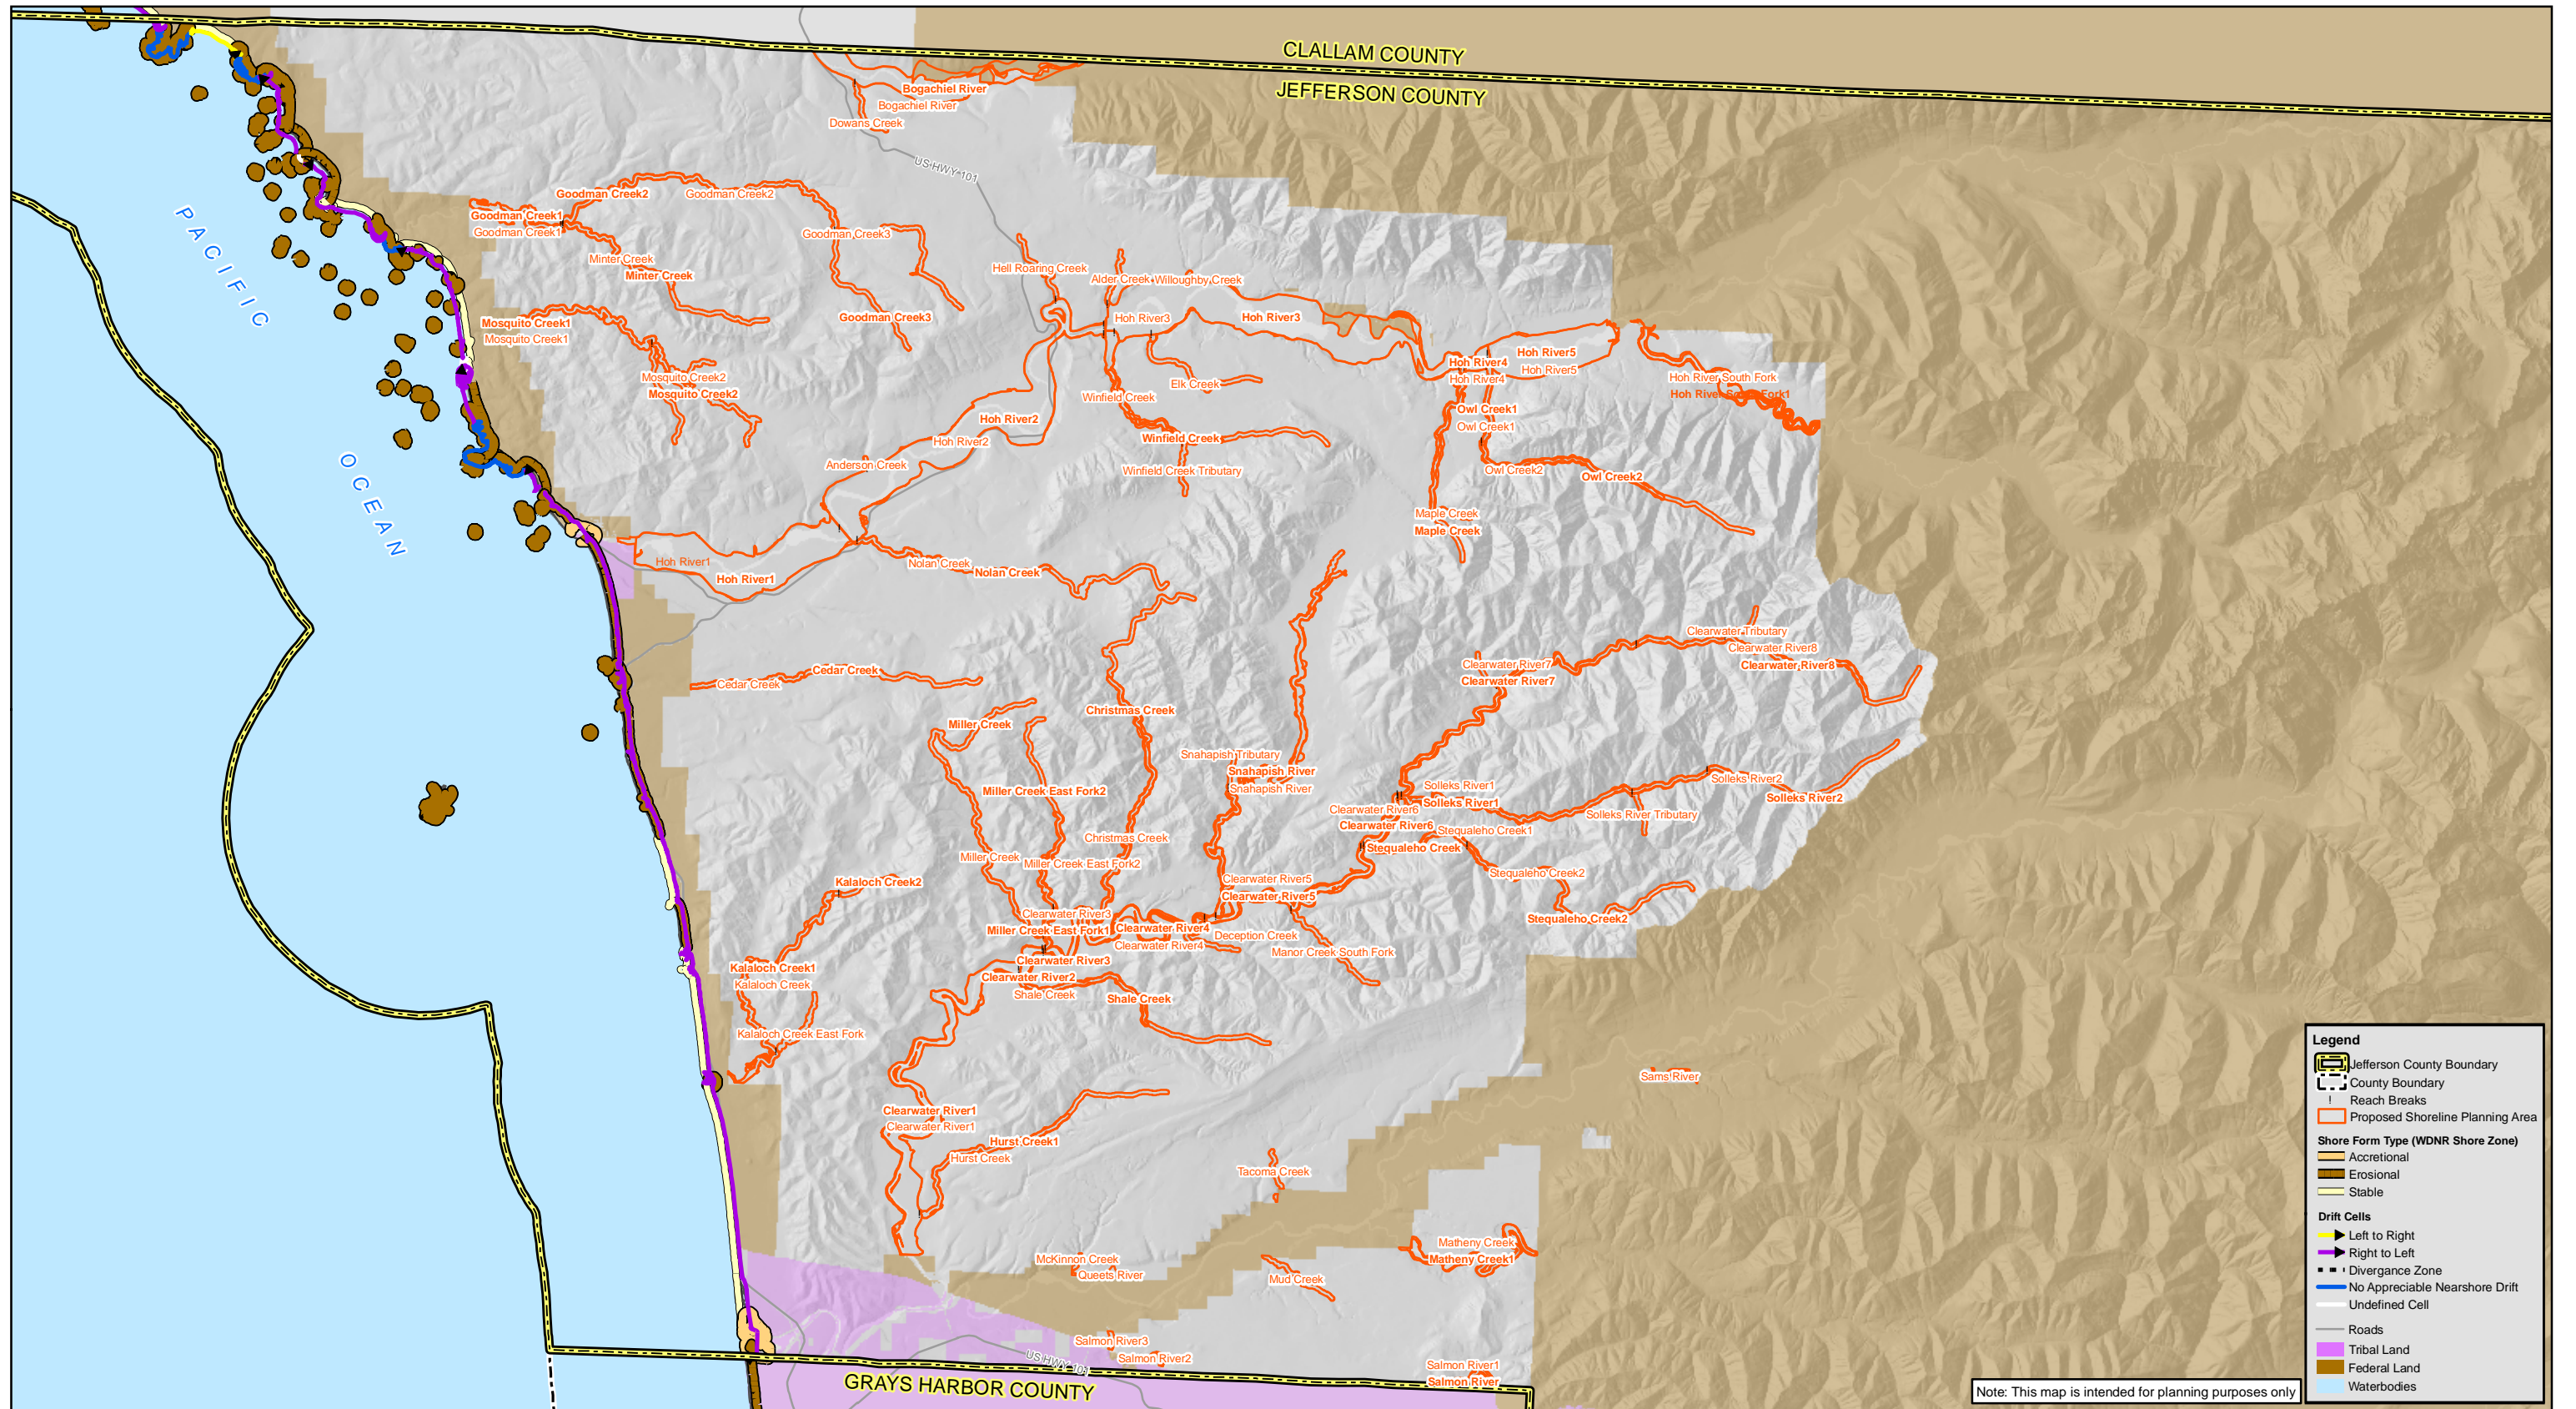 CLALLAM COUNTY
JEFFERSON COUNTY
Bogachiel River
Bogachiel River
Dowans Creek
US HWY 101
PACIFIC
OCEAN
Goodman Creek2
Goodman Creek2
Goodman Creek1
Goodman Creek1
Goodman Creek3
Minter Creek
Minter Creek
Goodman Creek3
Hell Roaring Creek
Alder Creek
Willoughby Creek
Hoh River3
Hoh River3
Mosquito Creek1
Mosquito Creek1
Mosquito Creek2
Mosquito Creek2
Elk Creek
Winfield Creek
Winfield Creek
Winfield Creek Tributary
Hoh River5
Hoh River5
Hoh River4
Hoh River4
Hoh River South Fork
Hoh River South Fork1
Owl Creek1
Owl Creek1
Owl Creek2
Owl Creek2
Hoh River2
Hoh River2
Anderson Creek
Maple Creek
Maple Creek
Hoh River1
Hoh River1
Nolan Creek
Nolan Creek
Clearwater Tributary
Clearwater River8
Clearwater River8
Clearwater River7
Clearwater River7
Cedar Creek
Cedar Creek
Christmas Creek
Miller Creek
Snahapish Tributary
Snahapish River
Snahapish River
Miller Creek East Fork2
Solleks River1
Solleks River1
Solleks River2
Solleks River2
Solleks River Tributary
Clearwater River6
Clearwater River6
Stequaleho Creek1
Stequaleho Creek
Christmas Creek
Miller Creek
Miller Creek East Fork2
Stequaleho Creek2
Stequaleho Creek2
Kalaloch Creek2
Clearwater River5
Clearwater River5
Clearwater River3
Miller Creek East Fork1
Clearwater River4
Clearwater River4
Deception Creek
Manor Creek South Fork
Clearwater River3
Clearwater River2
Kalaloch Creek1
Kalaloch Creek
Shale Creek
Shale Creek
Kalaloch Creek East Fork
Sams River
Clearwater River1
Clearwater River1
Hurst Creek1
Hurst Creek
Tacoma Creek
Matheny Creek
Matheny Creek1
McKinnon Creek
Queets River
Mud Creek
Salmon River3
Salmon River2
US HWY 101
Salmon River1
Salmon River
GRAYS HARBOR COUNTY
Note: This map is intended for planning purposes only
Legend
Jefferson County Boundary
County Boundary
Reach Breaks
Proposed Shoreline Planning Area
Shore Form Type (WDNR Shore Zone)
Accretional
Erosional
Stable
Drift Cells
Left to Right
Right to Left
Divergance Zone
No Appreciable Nearshore Drift
Undefined Cell
Roads
Tribal Land
Federal Land
Waterbodies